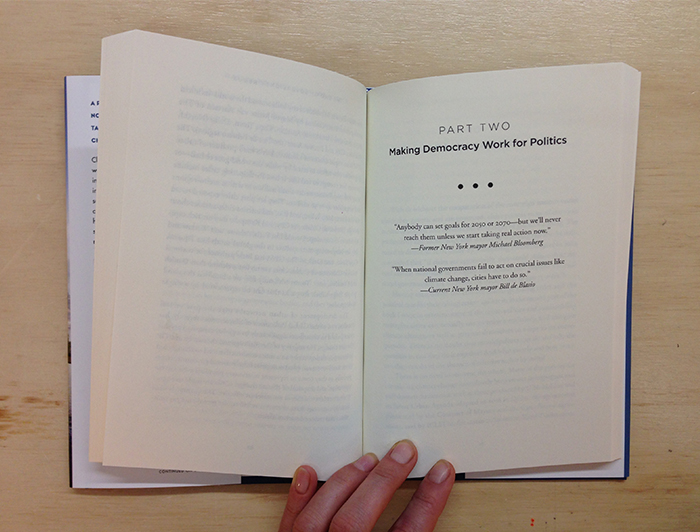 PART TWO
Making Democracy Work for Politics
"Anybody can set goals for 2050 or 2070—but we'll never
reach them unless we start taking real action now."
—Former New York mayor Michael Bloomberg
"When national governments fail to act on crucial issues like
climate change, cities have to do so."
—Current New York mayor Bill de Blasio